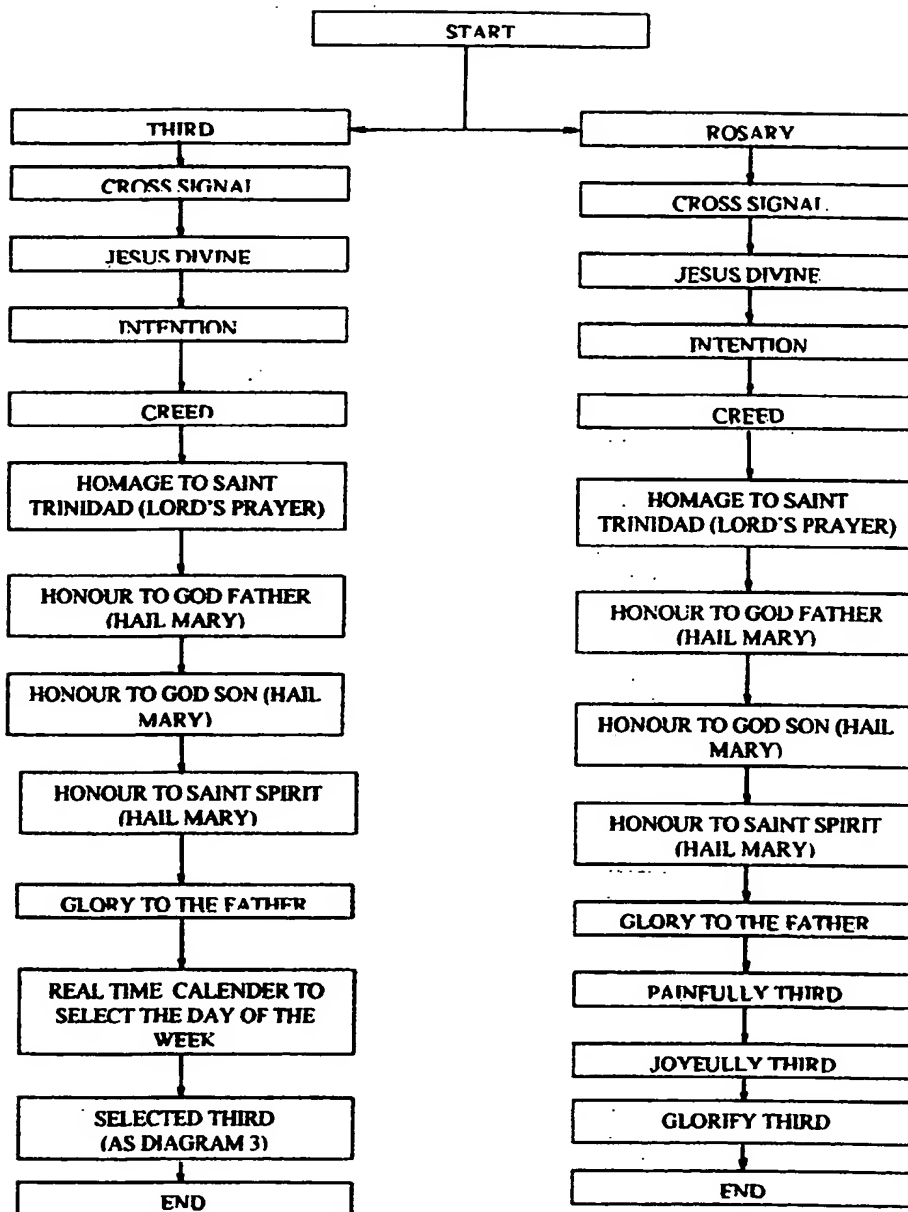 START
THIRD
CROSS SIGNAL
JESUS DIVINE
INTENTION
CREED
HOMAGE TO SAINT
TRINIDAD (LORD'S PRAYER)
HONOUR TO GOD FATHER
(HAIL MARY)
HONOUR TO GOD SON (HAIL
MARY)
HONOUR TO SAINT SPIRIT
(HAIL MARY)
GLORY TO THE FATHER
REAL TIME CALENDER TO
SELECT THE DAY OF THE
WEEK
SELECTED THIRD
(AS DIAGRAM 3)
END
ROSARY
CROSS SIGNAL
JESUS DIVINE
INTENTION
CREED
HOMAGE TO SAINT
TRINIDAD (LORD'S PRAYER)
HONOUR TO GOD FATHER
(HAIL MARY)
HONOUR TO GOD SON (HAIL
MARY)
HONOUR TO SAINT SPIRIT
(HAIL MARY)
GLORY TO THE FATHER
PAINFULLY THIRD
JOYEULLY THIRD
GLORIFY THIRD
END